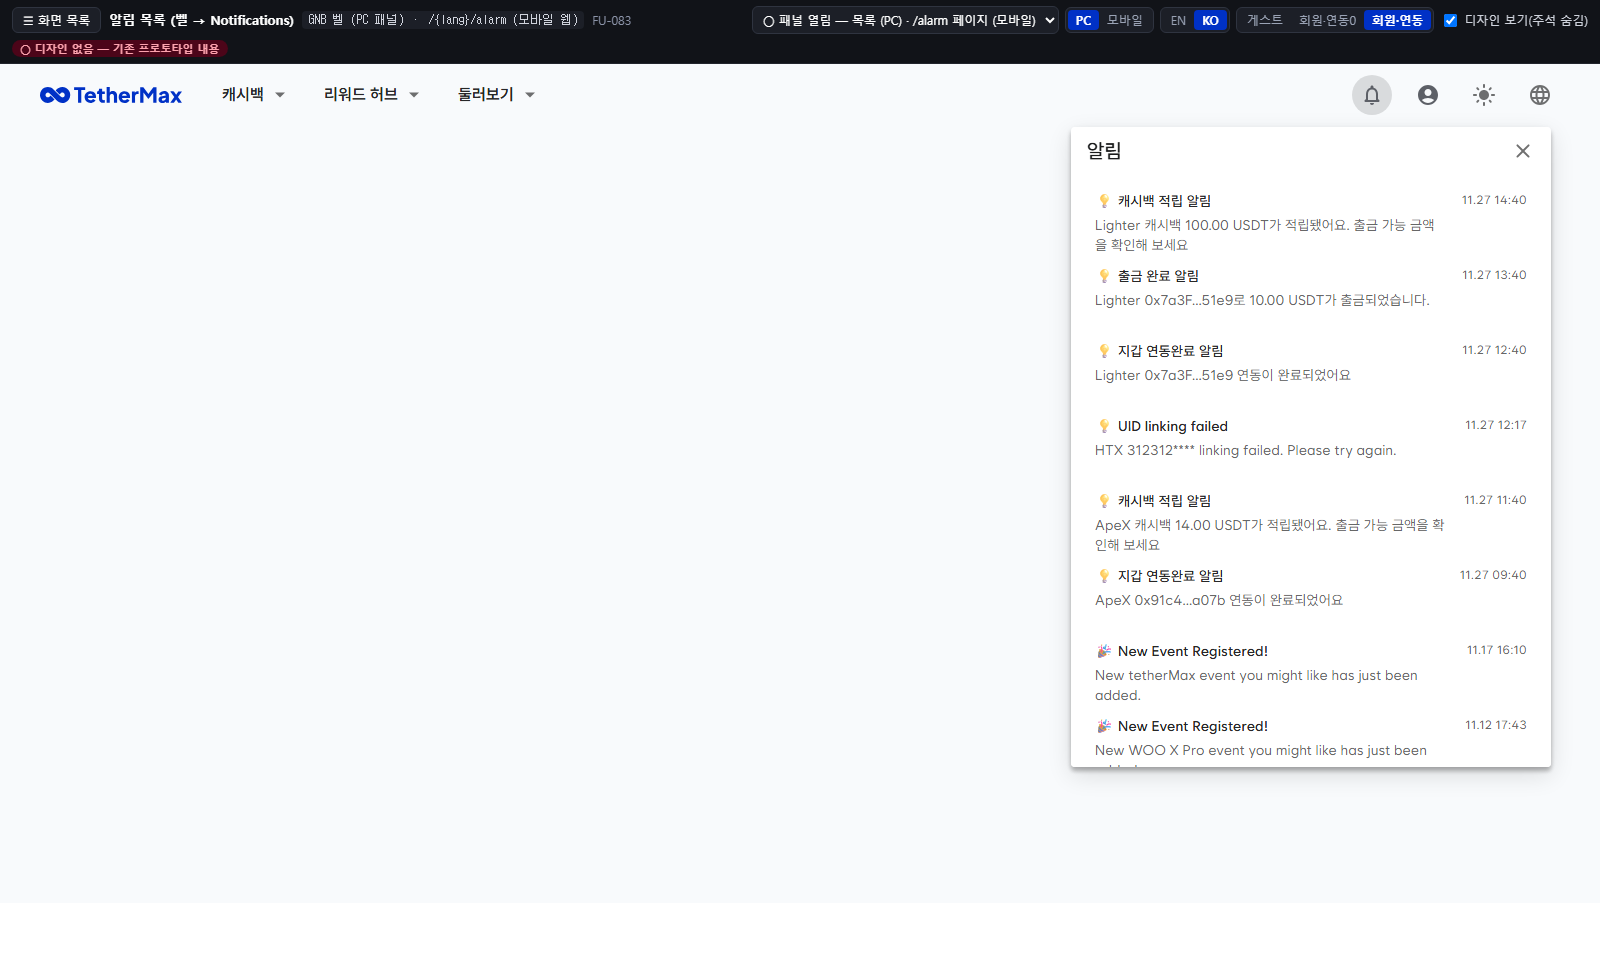 ☰ 화면 목록 알림 목록 (벨 → Notifications) GNB 벨 (PC 패널) · /{lang}/alarm (모바일 웹) FU-083 ○ 패널 열림 — 목록 (PC) · /alarm 페이지 (모바일) PC 모바일 EN KO 게스트 회원·연동0 회원·연동 디자인 보기(주석 숨김)
○ 디자인 없음 — 기존 프로토타입 내용
TetherMax 캐시백 리워드 허브 둘러보기
알림
캐시백 적립 알림 11.27 14:40
Lighter 캐시백 100.00 USDT가 적립됐어요. 출금 가능 금액
을 확인해 보세요
출금 완료 알림 11.27 13:40
Lighter 0x7a3F...51e9로 10.00 USDT가 출금되었습니다.
지갑 연동완료 알림 11.27 12:40
Lighter 0x7a3F...51e9 연동이 완료되었어요
UID linking failed 11.27 12:17
HTX 312312**** linking failed. Please try again.
캐시백 적립 알림 11.27 11:40
ApeX 캐시백 14.00 USDT가 적립됐어요. 출금 가능 금액을 확
인해 보세요
지갑 연동완료 알림 11.27 09:40
ApeX 0x91c4...a07b 연동이 완료되었어요
New Event Registered! 11.17 16:10
New tetherMax event you might like has just been
added.
New Event Registered! 11.12 17:43
New WOO X Pro event you might like has just been